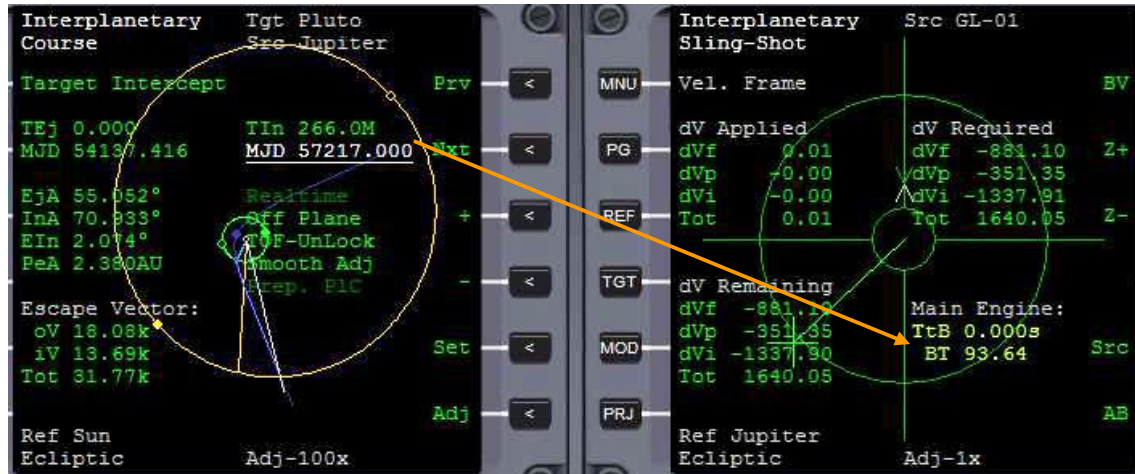 Interplanetary Tgt Pluto
Course Src Jupiter
Target Intercept Prv
TEj 0.000 TIn 266.0M
MJD 54137.416 MJD 57217.000 Nxt
EjA 55.052° Realtime
InA 70.933° Off Plane +
EIn 2.074° TOF-UnLock
PeA 2.380AU Smooth Adj
Prep. PlC -
Escape Vector:
oV 18.08k
iV 13.69k Set
Tot 31.77k
Adj
Ref Sun
Ecliptic Adj-100x
< MNU
< PG
< REF
< TGT
< MOD
< PRJ
Interplanetary Src GL-01
Sling-Shot
Vel. Frame BV
dV Applied dV Required
dVf 0.01 dVf -881.10 Z+
dVp -0.00 dVp -351.35
dVi -0.00 dVi -1337.91
Tot 0.01 Tot 1640.05 Z-
dV Remaining
dVf -881.10 Main Engine:
dVp -351.35 TtB 0.000s
dVi -1337.90 BT 93.64 Src
Tot 1640.05
AB
Ref Jupiter
Ecliptic Adj-1x